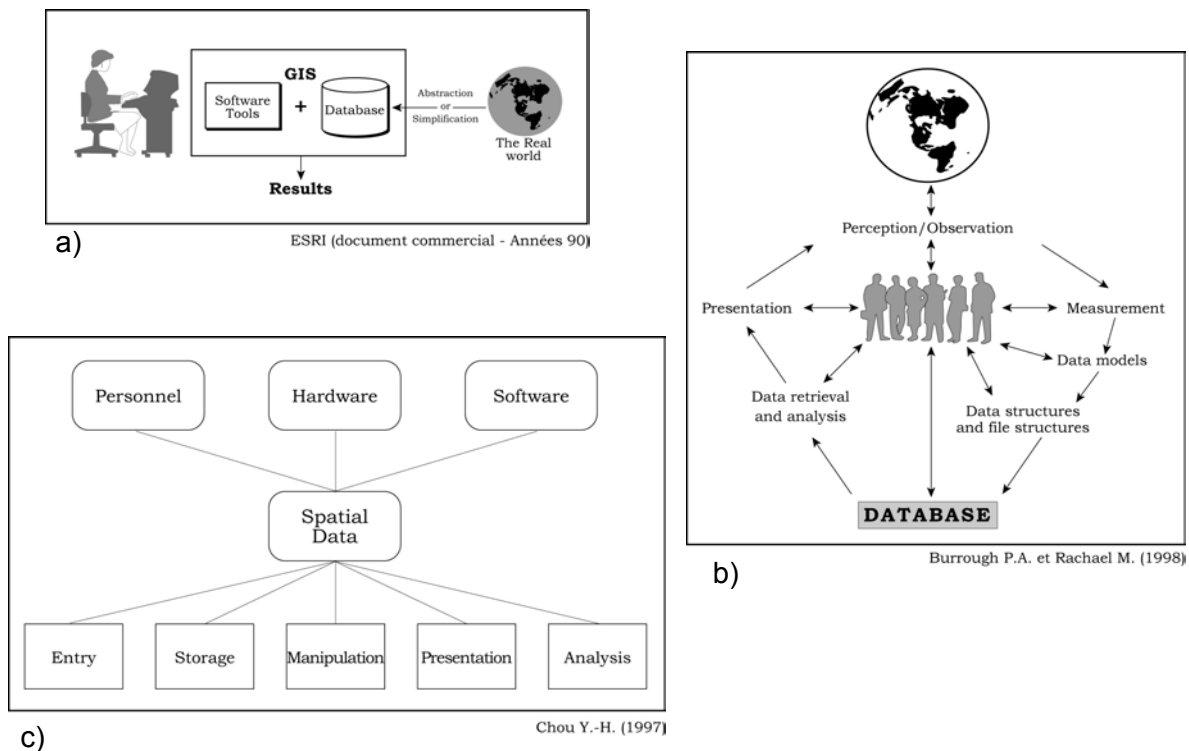 GIS
Software
Tools
+
Database
Abstraction
or
Simplification
The Real
world
Results
ESRI (document commercial - Années 90)
a)
Perception/Observation
Presentation
Measurement
Data models
Data retrieval
and analysis
Data structures
and file structures
DATABASE
Burrough P.A. et Rachael M. (1998)
b)
Personnel
Hardware
Software
Spatial
Data
Entry
Storage
Manipulation
Presentation
Analysis
Chou Y.-H. (1997)
c)